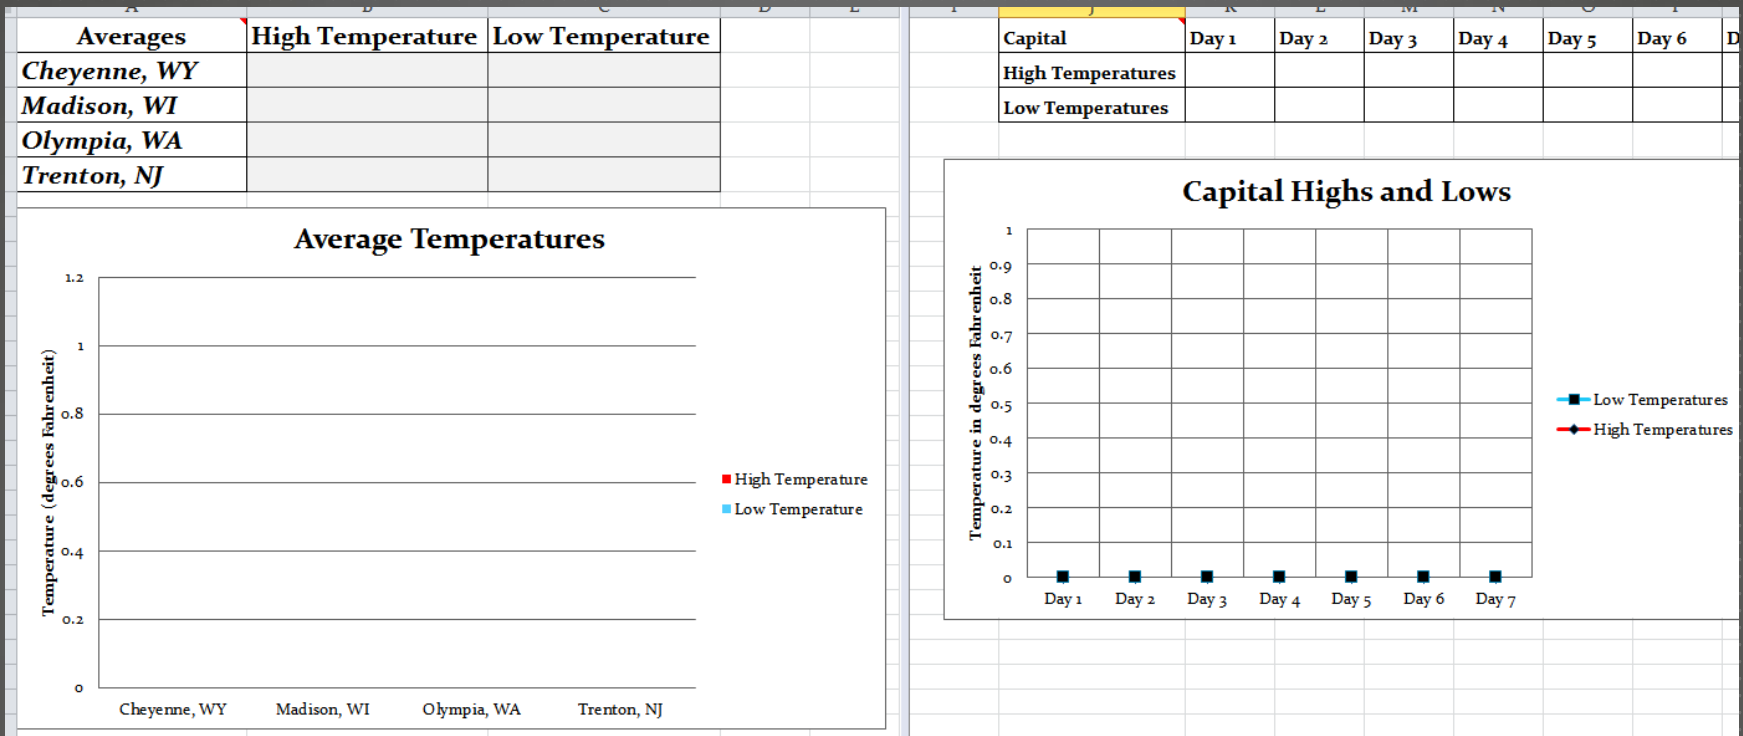 A B C D E
Averages High Temperature Low Temperature
Cheyenne, WY
Madison, WI
Olympia, WA
Trenton, NJ
Average Temperatures
Temperature (degrees Fahrenheit)
1.2
1
0.8
0.6
0.4
0.2
0
Cheyenne, WY Madison, WI Olympia, WA Trenton, NJ
High Temperature
Low Temperature
J K L M N O
Capital Day 1 Day 2 Day 3 Day 4 Day 5 Day 6
High Temperatures
Low Temperatures
Capital Highs and Lows
Temperature in degrees Fahrenheit
1
0.9
0.8
0.7
0.6
0.5
0.4
0.3
0.2
0.1
0
Day 1 Day 2 Day 3 Day 4 Day 5 Day 6 Day 7
Low Temperatures
High Temperatures